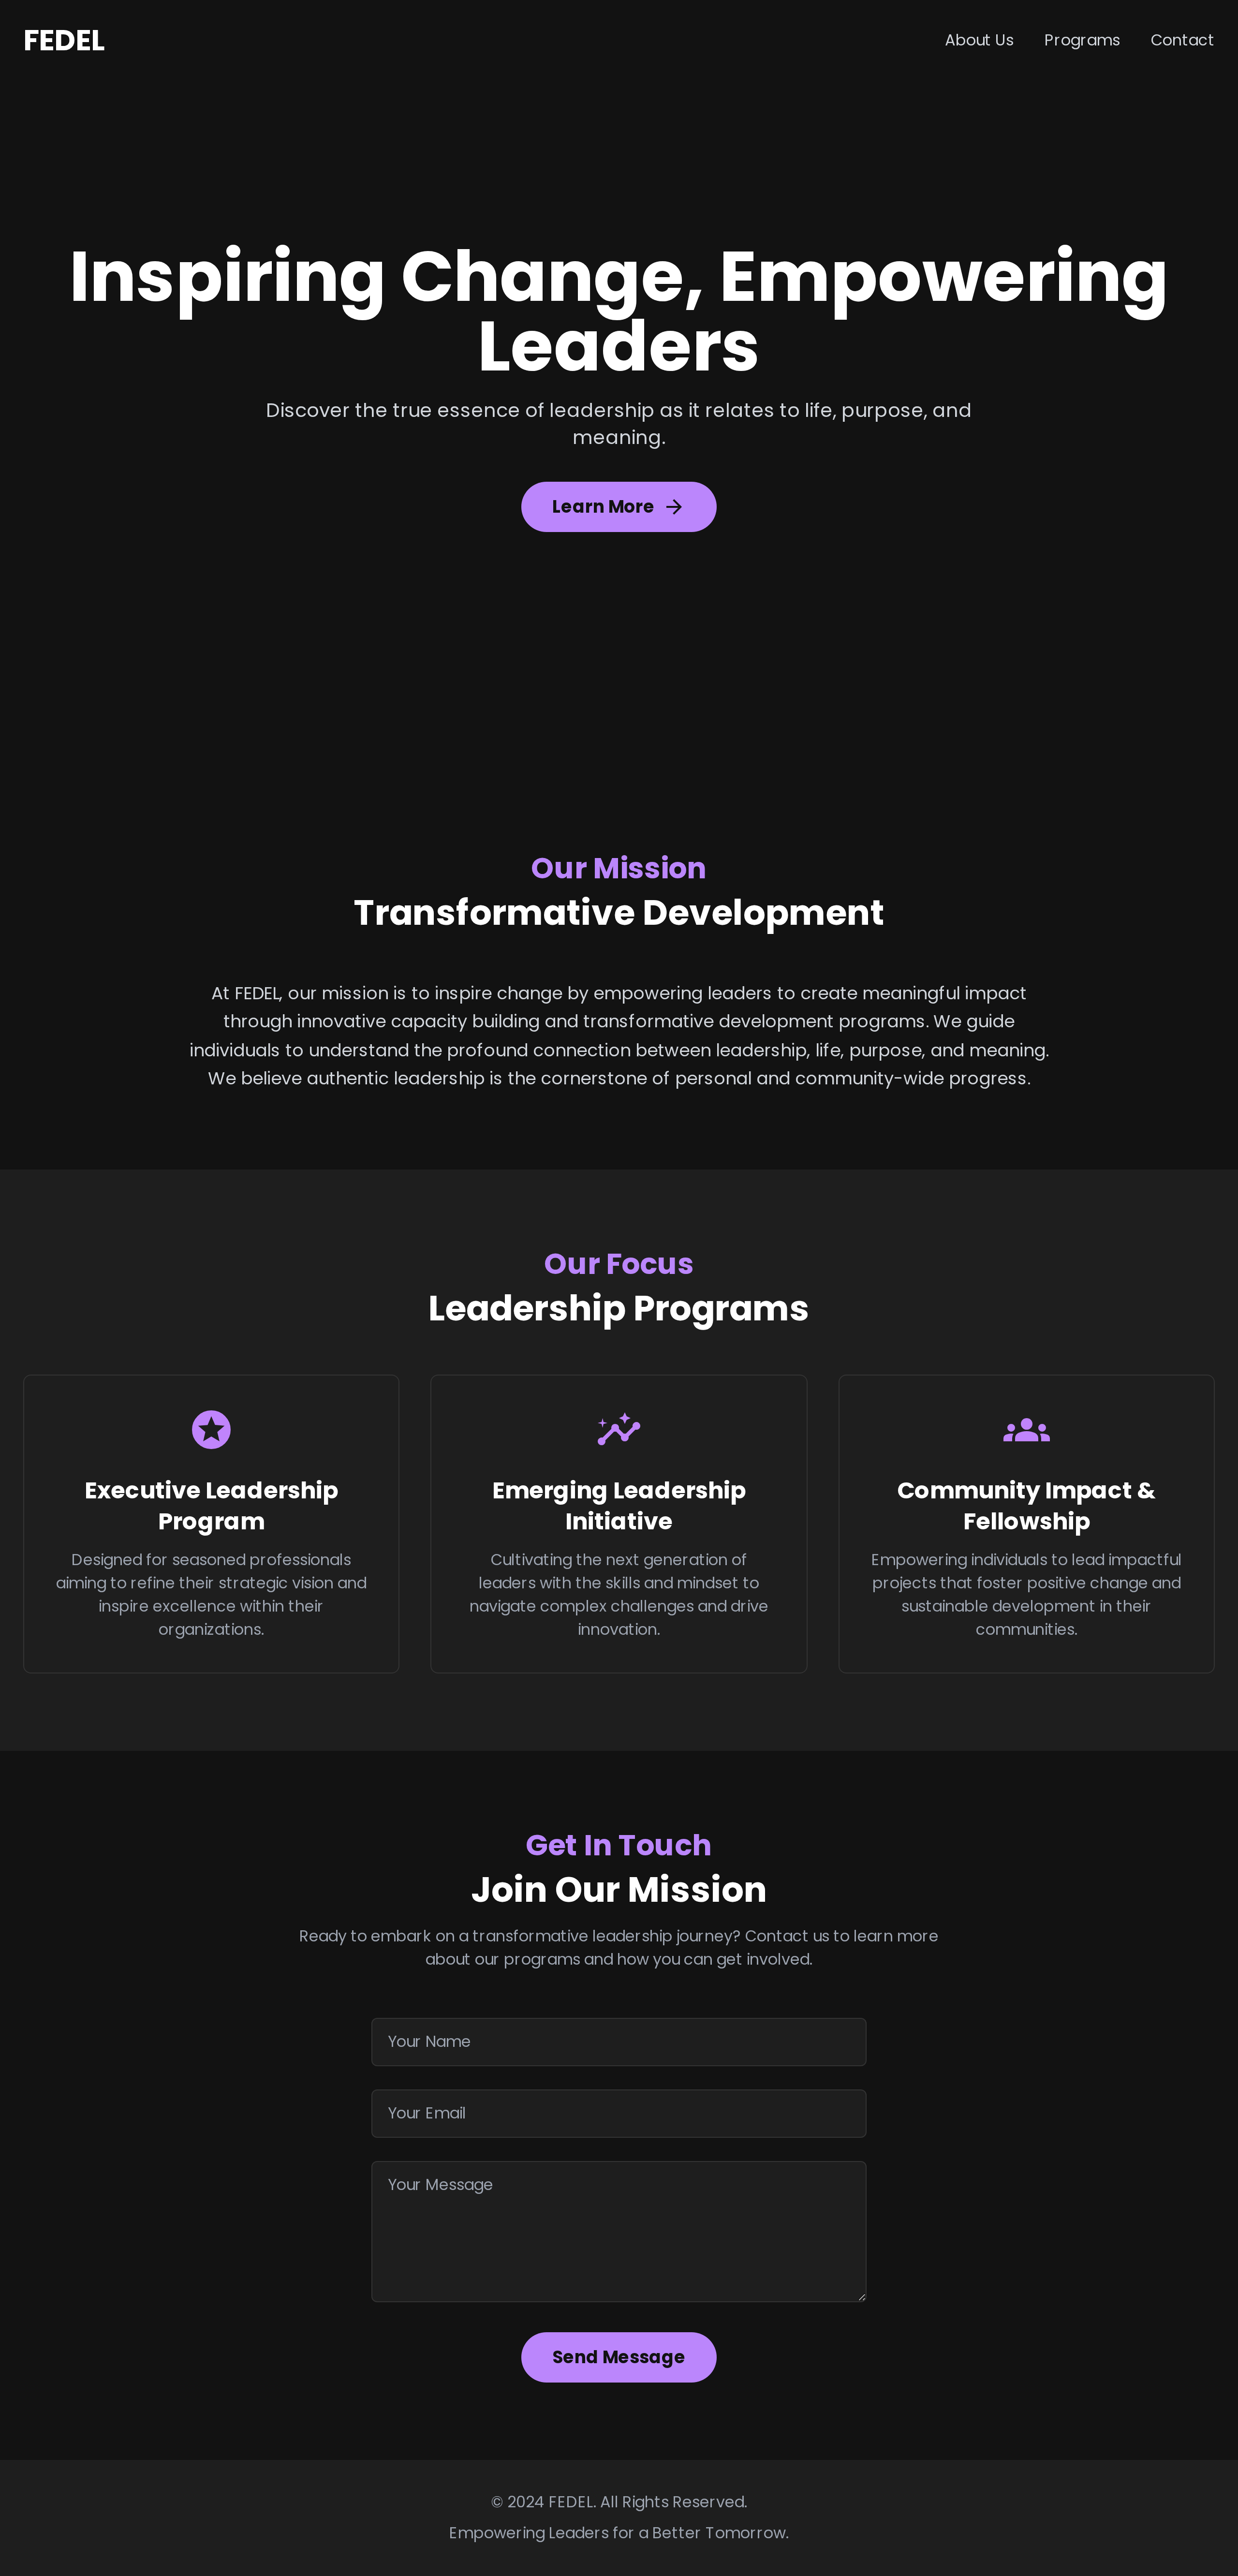 FEDEL
About Us
Programs
Contact
Inspiring Change, Empowering
Leaders
Discover the true essence of leadership as it relates to life, purpose, and
meaning.
Learn More
Our Mission
Transformative Development
At FEDEL, our mission is to inspire change by empowering leaders to create meaningful impact
through innovative capacity building and transformative development programs. We guide
individuals to understand the profound connection between leadership, life, purpose, and meaning.
We believe authentic leadership is the cornerstone of personal and community-wide progress.
Our Focus
Leadership Programs
Executive Leadership
Program
Designed for seasoned professionals
aiming to refine their strategic vision and
inspire excellence within their
organizations.
Emerging Leadership
Initiative
Cultivating the next generation of
leaders with the skills and mindset to
navigate complex challenges and drive
innovation.
Community Impact &
Fellowship
Empowering individuals to lead impactful
projects that foster positive change and
sustainable development in their
communities.
Get In Touch
Join Our Mission
Ready to embark on a transformative leadership journey? Contact us to learn more
about our programs and how you can get involved.
Your Name
Your Email
Your Message
Send Message
© 2024 FEDEL. All Rights Reserved.
Empowering Leaders for a Better Tomorrow.